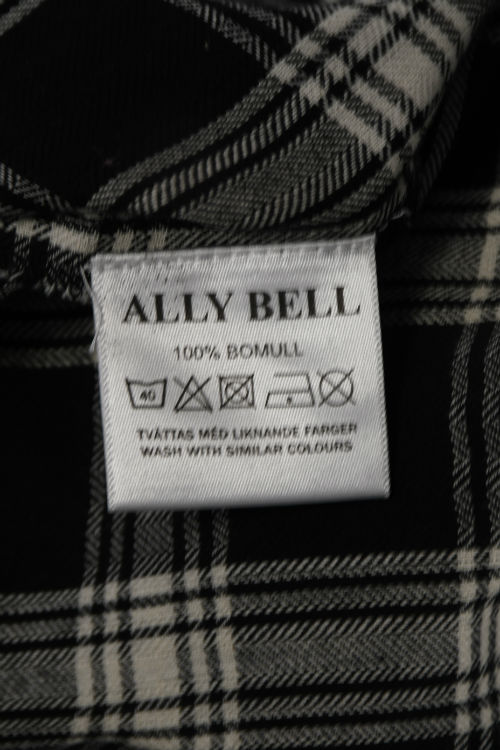 ALLY BELL
100% BOMULL
40
TVÄTTAS MED LIKNANDE FÄRGER
WASH WITH SIMILAR COLOURS